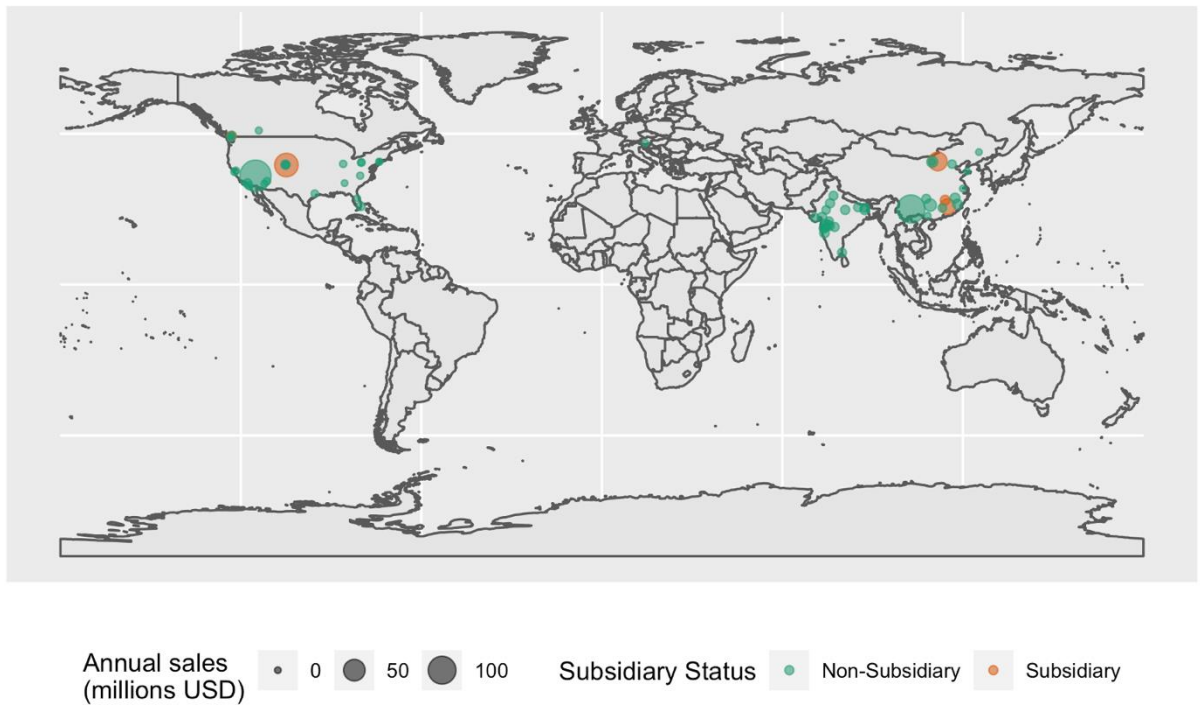 Annual sales
(millions USD)
0
50
100
Subsidiary Status
Non-Subsidiary
Subsidiary